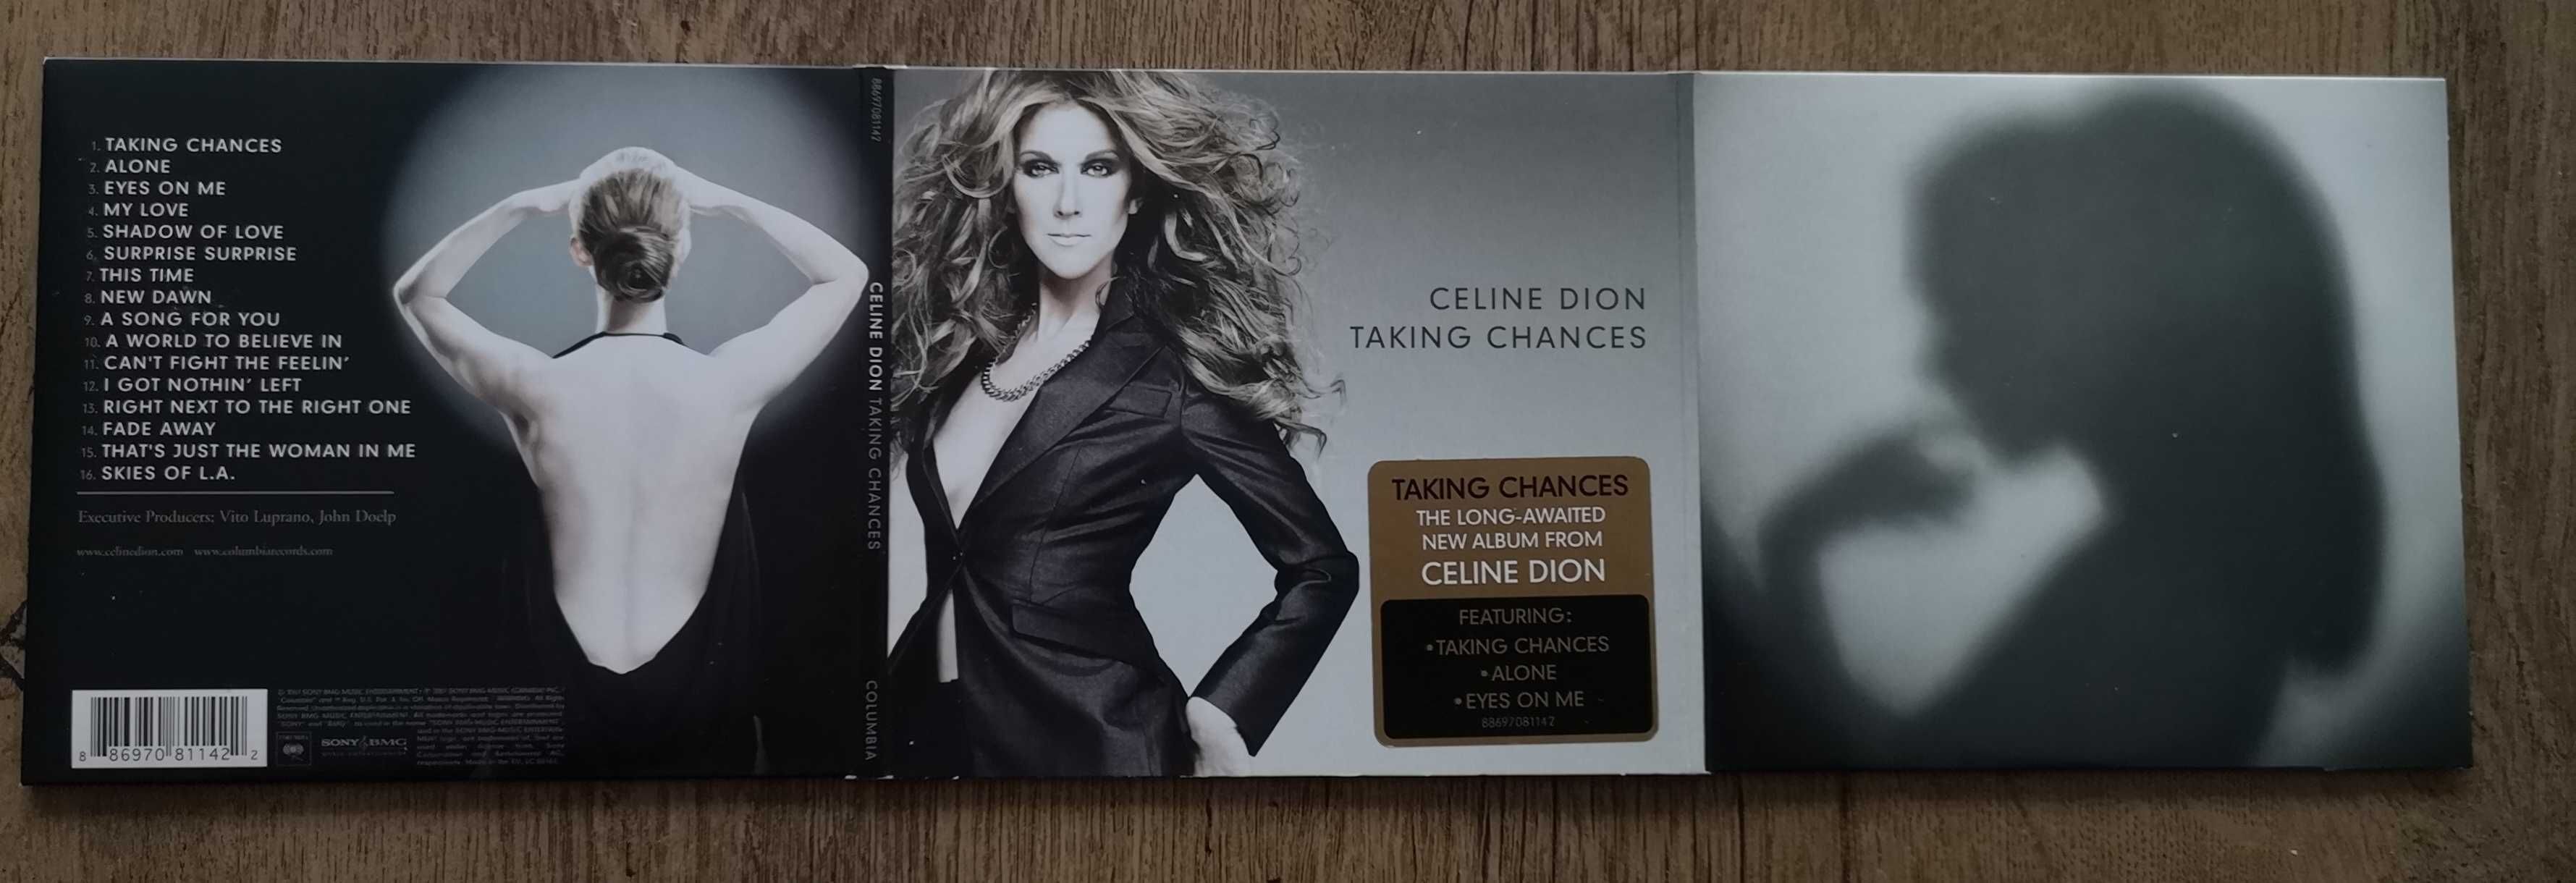 1. TAKING CHANCES
2. ALONE
3. EYES ON ME
4. MY LOVE
5. SHADOW OF LOVE
6. SURPRISE SURPRISE
7. THIS TIME
8. NEW DAWN
9. A SONG FOR YOU
10. A WORLD TO BELIEVE IN
11. CAN'T FIGHT THE FEELIN'
12. I GOT NOTHIN' LEFT
13. RIGHT NEXT TO THE RIGHT ONE
14. FADE AWAY
15. THAT'S JUST THE WOMAN IN ME
16. SKIES OF L.A.
Executive Producers: Vito Luprano, John Doelp
www.celinedion.com www.columbiarecords.com
8 86970 81142 2
SONY BMG
MUSIC ENTERTAINMENT
88697081142
CELINE DION TAKING CHANCES
COLUMBIA
CELINE DION
TAKING CHANCES
TAKING CHANCES
THE LONG-AWAITED
NEW ALBUM FROM
CELINE DION
FEATURING:
•TAKING CHANCES
•ALONE
•EYES ON ME
88697081142